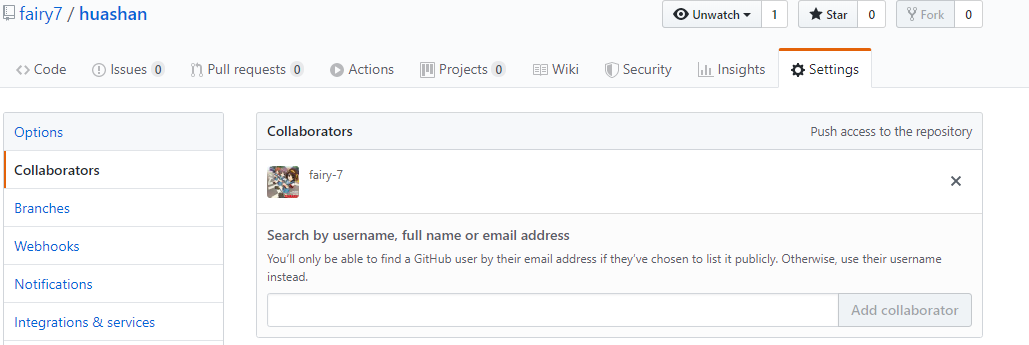 fairy7 / huashan
Unwatch 1 Star 0 Fork 0
Code Issues 0 Pull requests 0 Actions Projects 0 Wiki Security Insights Settings
Options
Collaborators
Branches
Webhooks
Notifications
Integrations & services
Collaborators Push access to the repository
fairy-7
Search by username, full name or email address
You'll only be able to find a GitHub user by their email address if they've chosen to list it publicly. Otherwise, use their username
instead.
Add collaborator